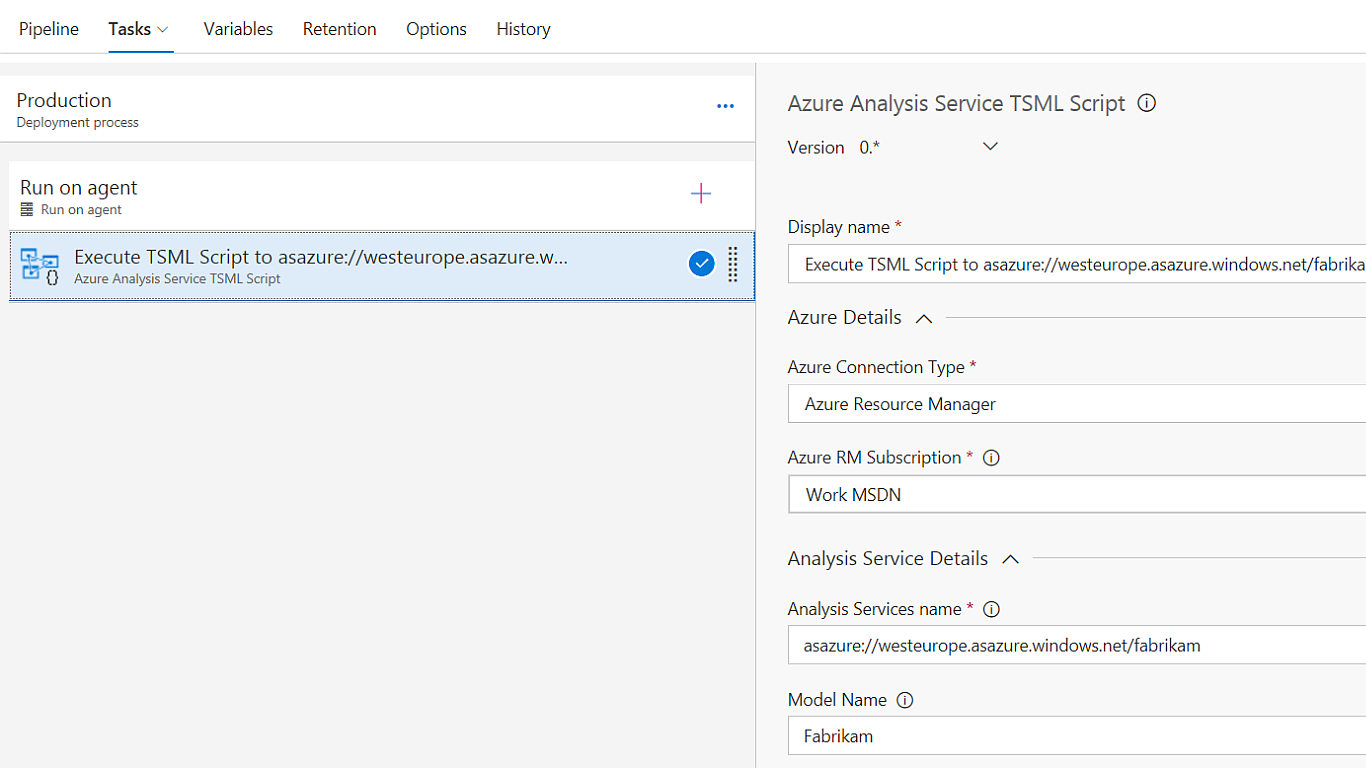 Pipeline Tasks Variables Retention Options History
Production
Deployment process
Run on agent
Run on agent
Execute TSML Script to asazure://westeurope.asazure.w...
Azure Analysis Service TSML Script
Azure Analysis Service TSML Script
Version 0.*
Display name *
Execute TSML Script to asazure://westeurope.asazure.windows.net/fabrika
Azure Details
Azure Connection Type *
Azure Resource Manager
Azure RM Subscription *
Work MSDN
Analysis Service Details
Analysis Services name *
asazure://westeurope.asazure.windows.net/fabrikam
Model Name
Fabrikam